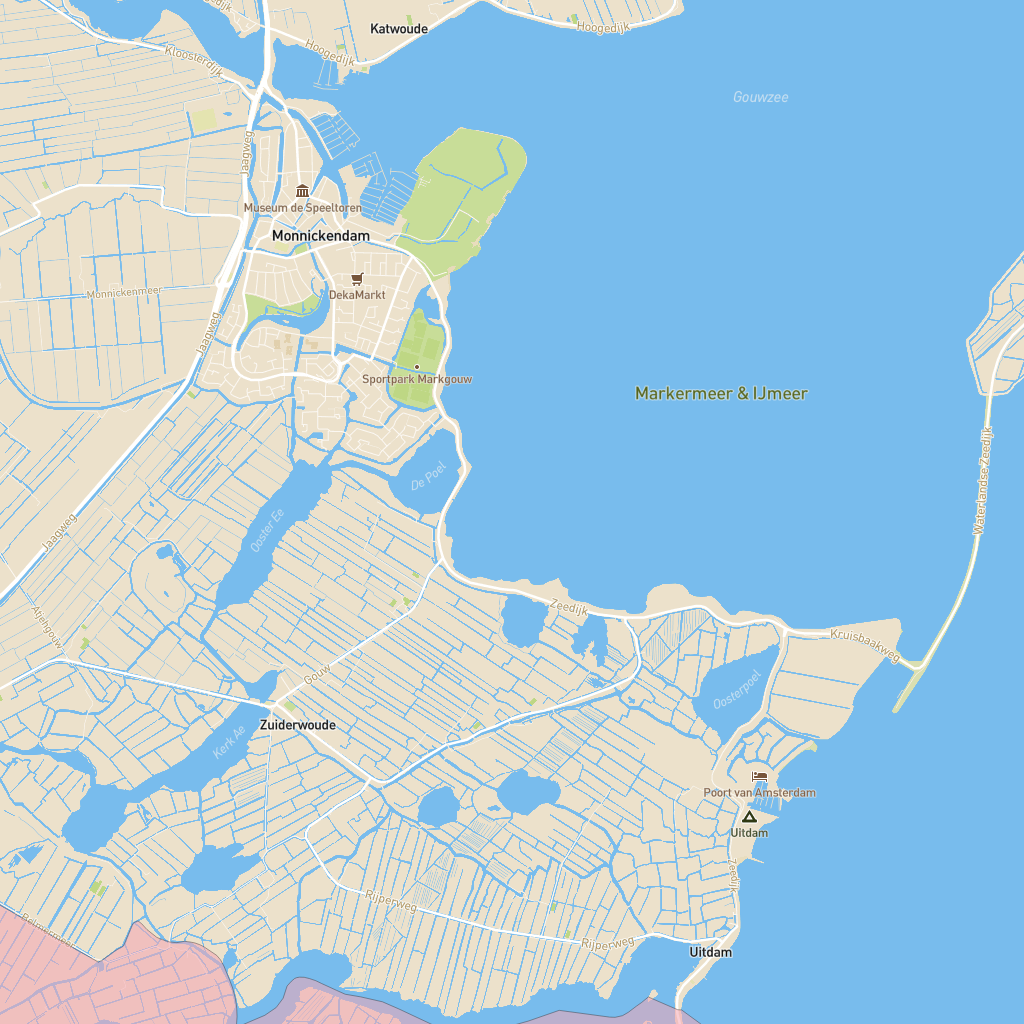 Katwoude
Hoogedijk
Hoogedijk
Kloosterdijk
Gouwzee
Jaagweg
Museum de Speeltoren
Monnickendam
Monnickenmeer
DekaMarkt
Jaagweg
Sportpark Markgouw
Markermeer & IJmeer
Waterlandse Zeedijk
De Poel
Ooster Ee
Jaagweg
Atjehgouw
Zeedijk
Kruisbaakweg
Gouw
Oosterpoel
Zuiderwoude
Kerk Ae
Poort van Amsterdam
Uitdam
Zeedijk
Rijperweg
Rijperweg
Uitdam